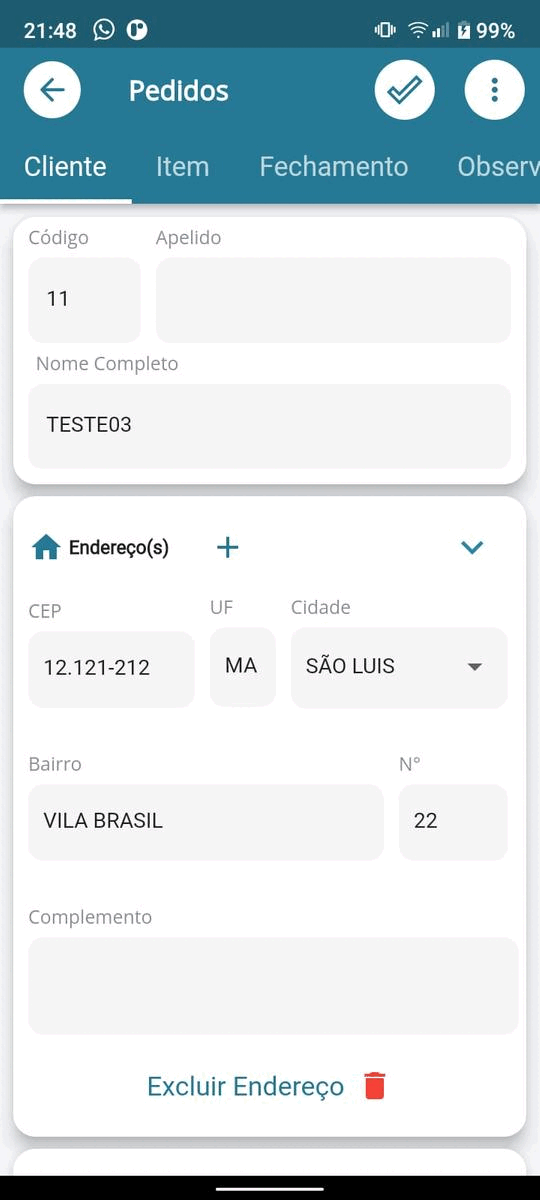 21:48 99%
Pedidos
Cliente Item Fechamento Observ
Código Apelido
11
Nome Completo
TESTE03
Endereço(s)
CEP UF Cidade
12.121-212 MA SÃO LUIS
Bairro N°
VILA BRASIL 22
Complemento
Excluir Endereço